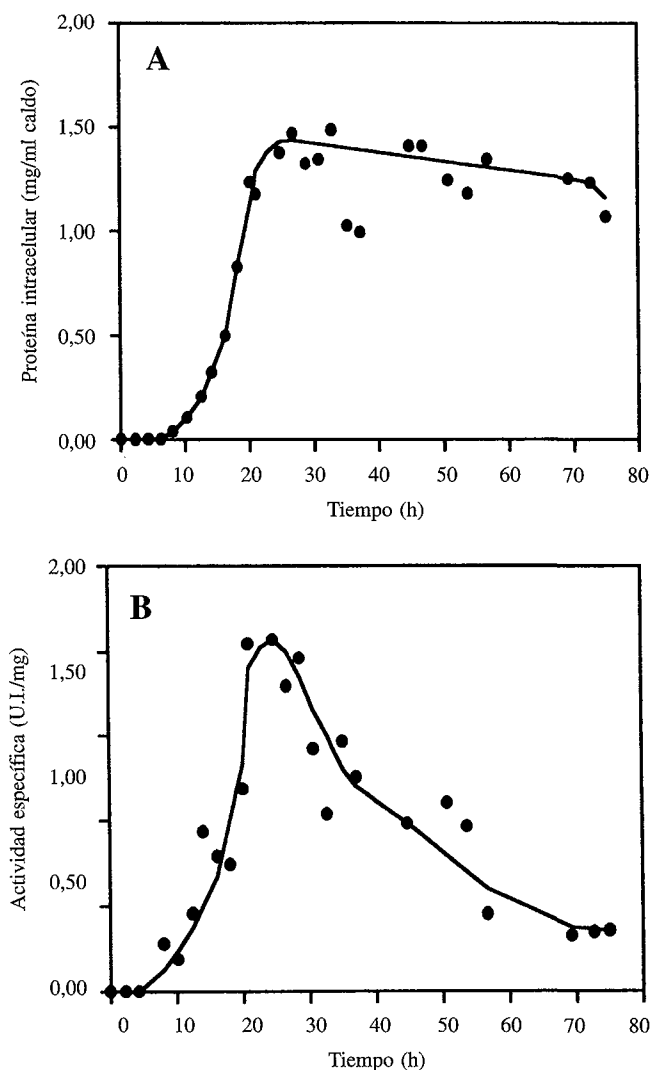 A
Proteína intracelular (mg/ml caldo)
2,00
1,50
1,00
0,50
0,00
0 10 20 30 40 50 60 70 80
Tiempo (h)
B
Actividad específica (U.I./mg)
2,00
1,50
1,00
0,50
0,00
0 10 20 30 40 50 60 70 80
Tiempo (h)